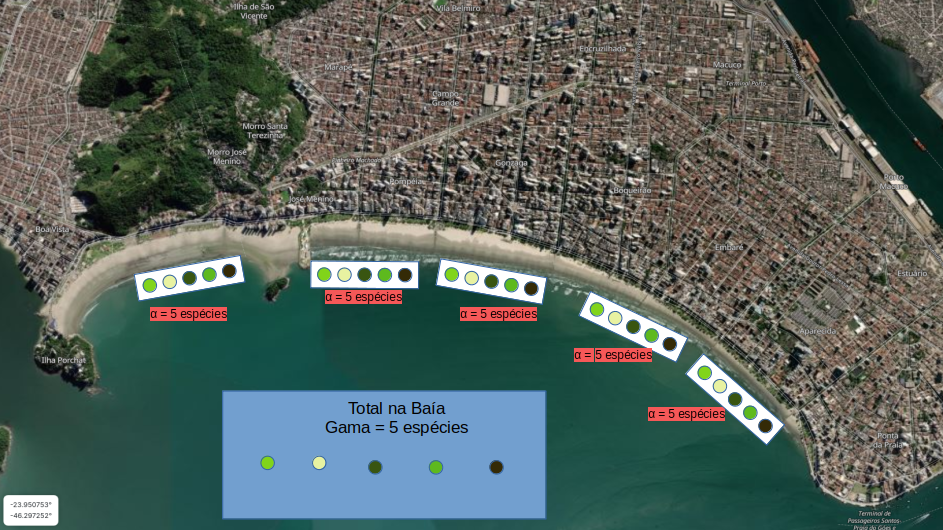 Ilha de São
Vicente
Vila Belmiro
Encruzilhada
Marapé
Macuco
Campo
Grande
Morro Santa
Terezinha
Morro José
Menino
Pinheiro Machado
Gonzaga
Pompéia
José Menino
Boqueirão
Boa Vista
Embaré
Estuário
α = 5 espécies
α = 5 espécies
α = 5 espécies
α = 5 espécies
α = 5 espécies
Aparecida
Ilha Porchat
Total na Baía
Gama = 5 espécies
Ponta
da Praia
-23.950753°
-46.297252°
Terminal de
Passageiros Santos-
Praia do Góes e